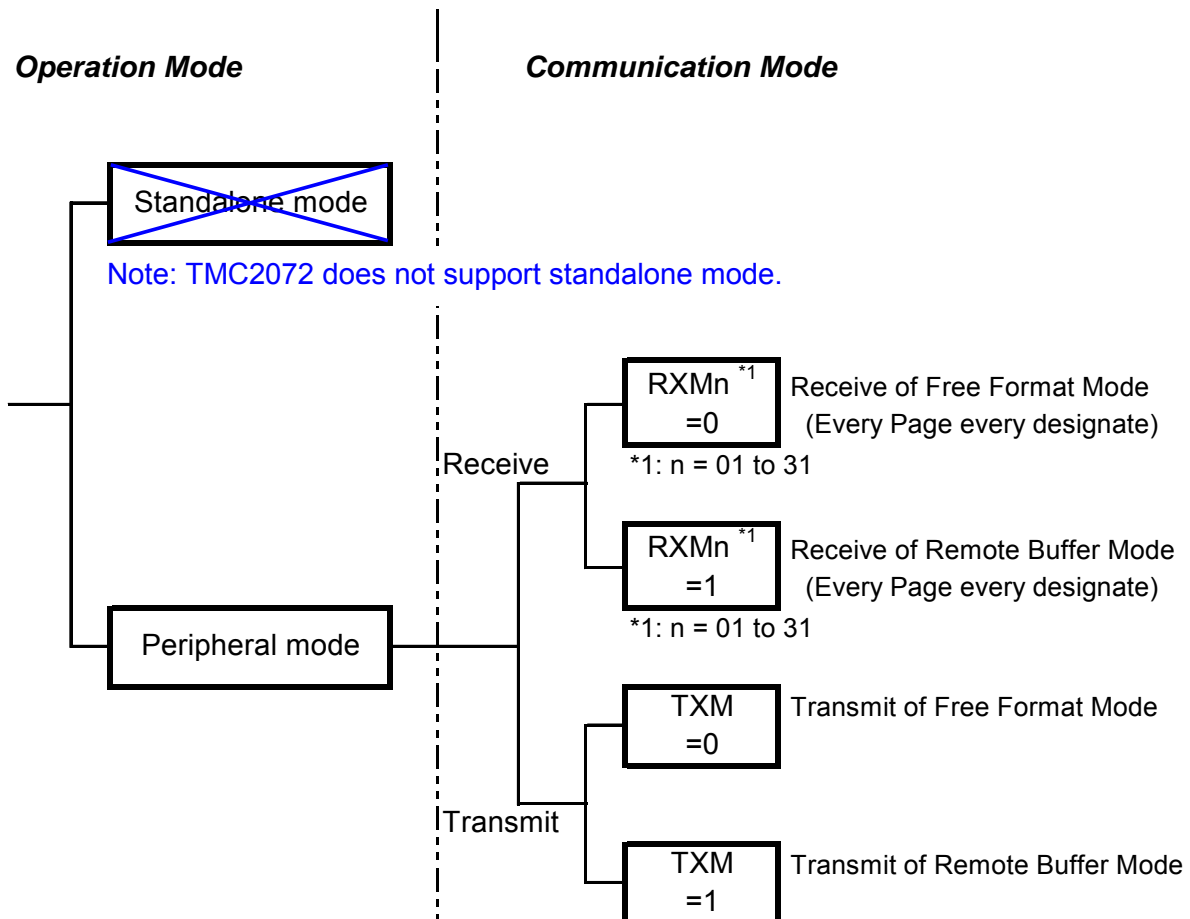 Operation Mode
Communication Mode
Standalone mode
Note: TMC2072 does not support standalone mode.
RXMn *1
=0
Receive of Free Format Mode
(Every Page every designate)
*1: n = 01 to 31
Receive
RXMn *1
=1
Receive of Remote Buffer Mode
(Every Page every designate)
*1: n = 01 to 31
Peripheral mode
TXM
=0
Transmit of Free Format Mode
Transmit
TXM
=1
Transmit of Remote Buffer Mode